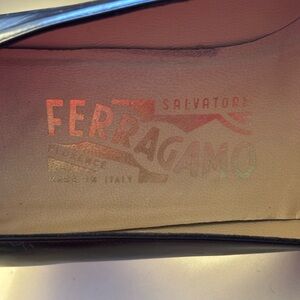 SALVATORE
FERRAGAMO
FLORENCE
MADE IN ITALY